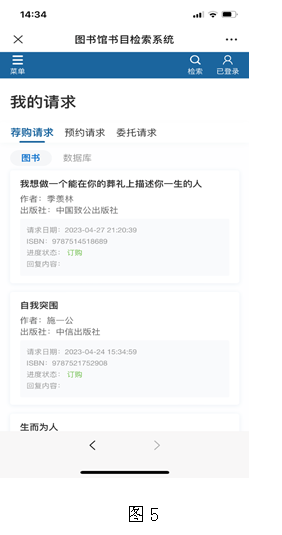 14:34
图书馆书目检索系统
菜单 检索 已登录
我的请求
荐购请求 预约请求 委托请求
图书 数据库
我想做一个能在你的葬礼上描述你一生的人
作者：季羡林
出版社：中国致公出版社
请求日期：2023-04-27 21:20:39
ISBN：9787514518689
进度状态：订购
回复内容：
自我突围
作者：施一公
出版社：中信出版社
请求日期：2023-04-24 15:34:59
ISBN：9787521752908
进度状态：订购
回复内容：
生而为人
图 5